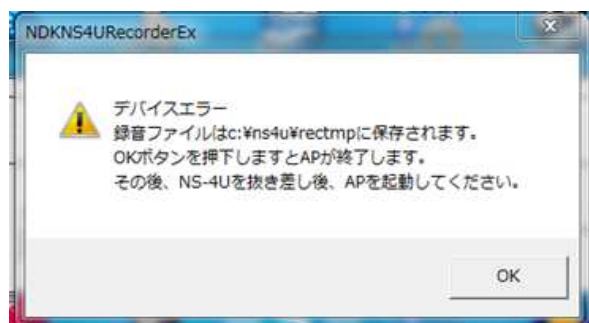 NDKNS4URecorderEx
デバイスエラー
録音ファイルはc:¥ns4u¥rectmpに保存されます。
OKボタンを押下しますとAPが終了します。
その後、NS-4Uを抜き差し後、APを起動してください。
OK